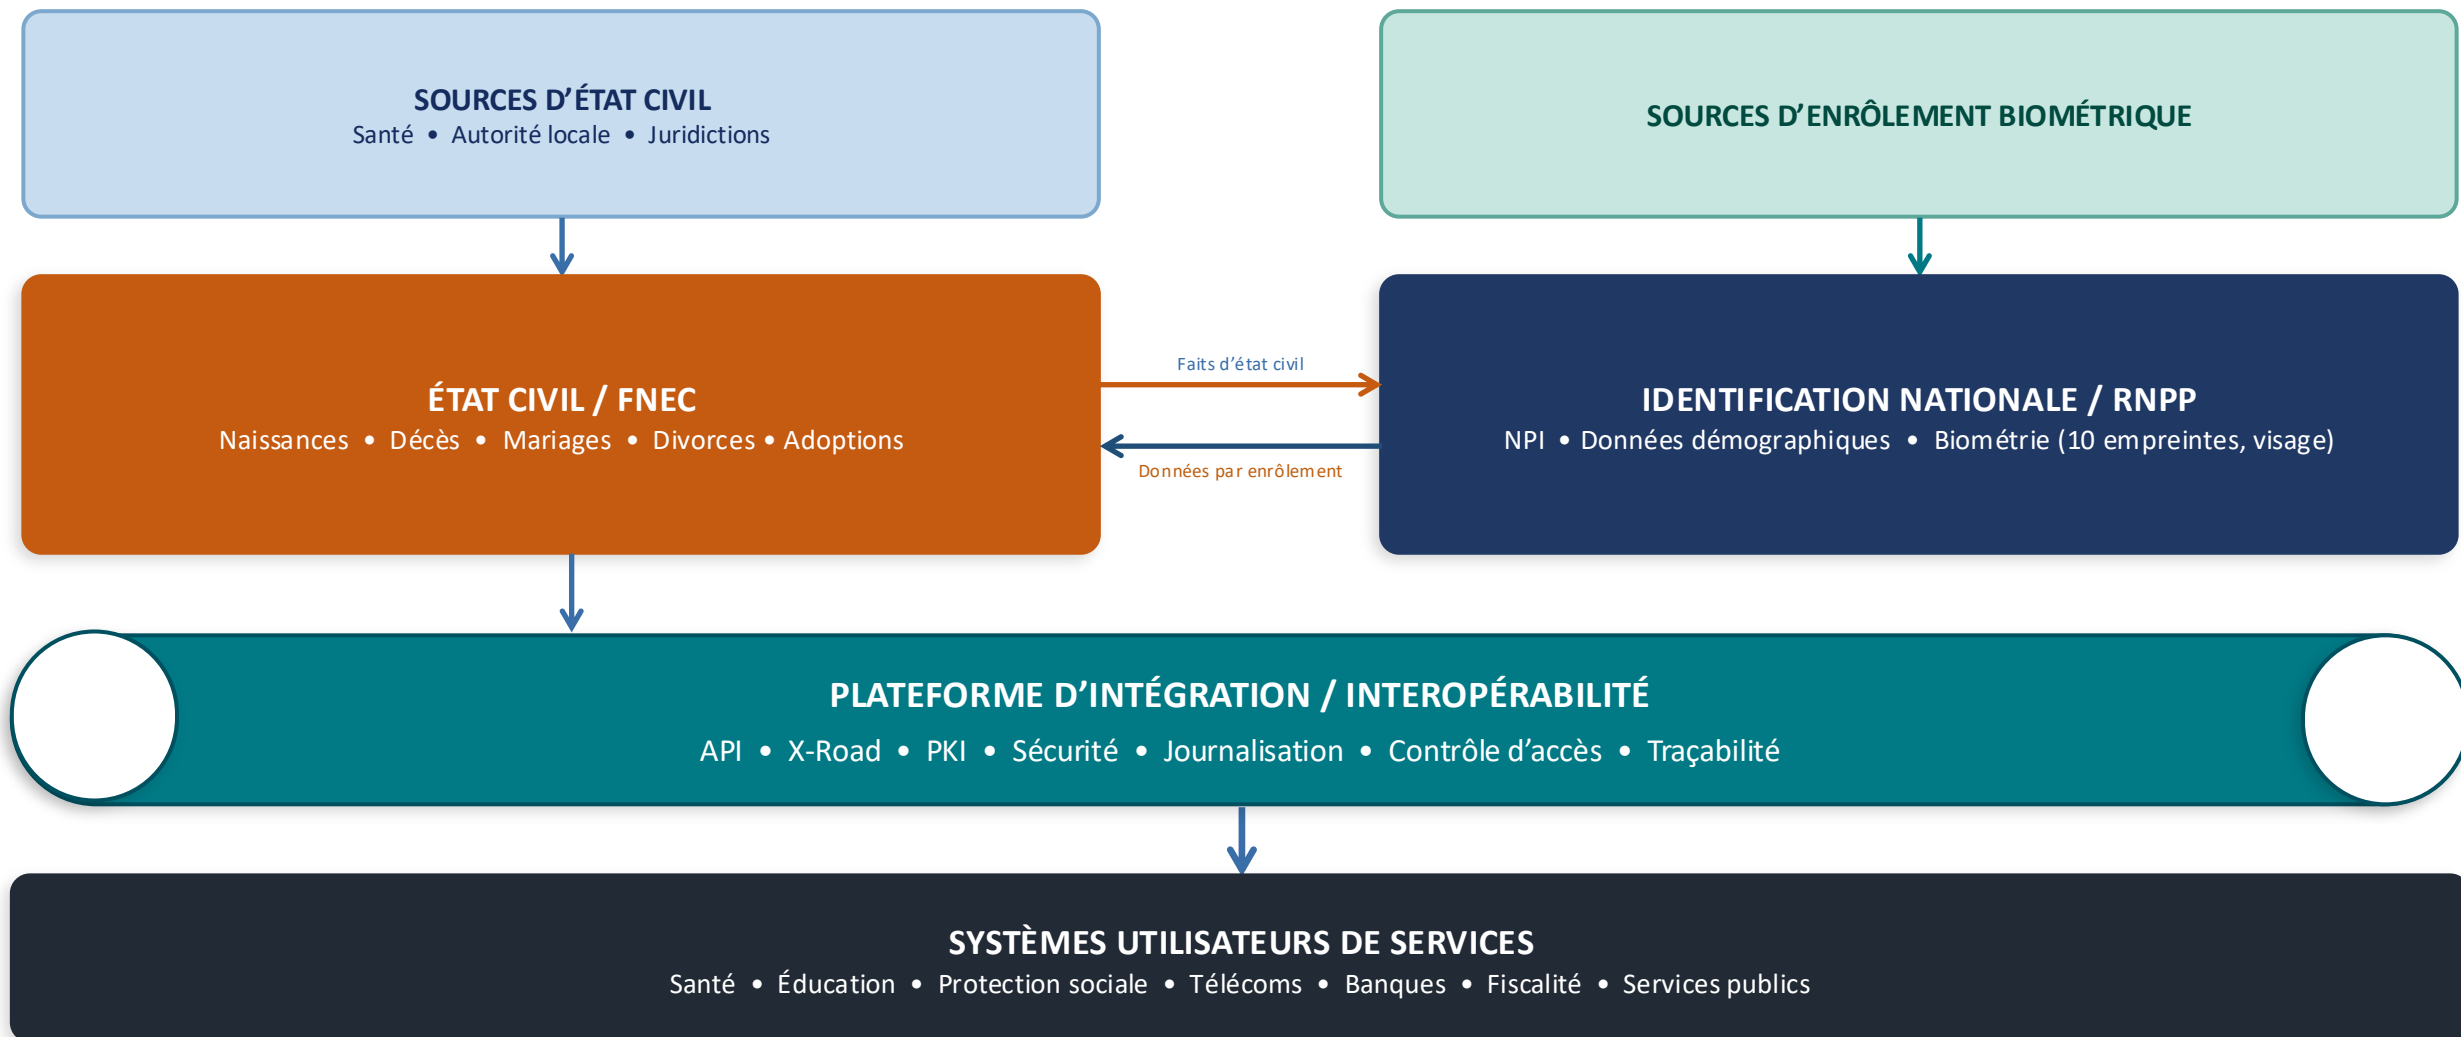 SOURCES D’ÉTAT CIVIL
Santé • Autorité locale • Juridictions
SOURCES D’ENRÔLEMENT BIOMÉTRIQUE
ÉTAT CIVIL / FNEC
Naissances • Décès • Mariages • Divorces • Adoptions
Faits d’état civil
Données par enrôlement
IDENTIFICATION NATIONALE / RNPP
NPI • Données démographiques • Biométrie (10 empreintes, visage)
PLATEFORME D’INTÉGRATION / INTEROPÉRABILITÉ
API • X-Road • PKI • Sécurité • Journalisation • Contrôle d’accès • Traçabilité
SYSTÈMES UTILISATEURS DE SERVICES
Santé • Éducation • Protection sociale • Télécoms • Banques • Fiscalité • Services publics